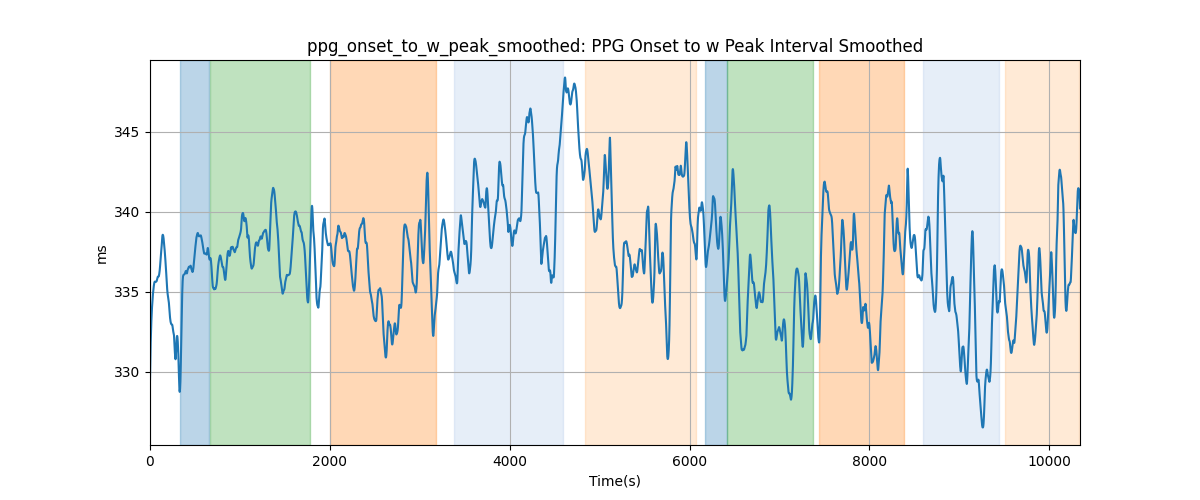 ppg_onset_to_w_peak_smoothed: PPG Onset to w Peak Interval Smoothed
345
340
335
330
ms
0 2000 4000 6000 8000 10000
Time(s)